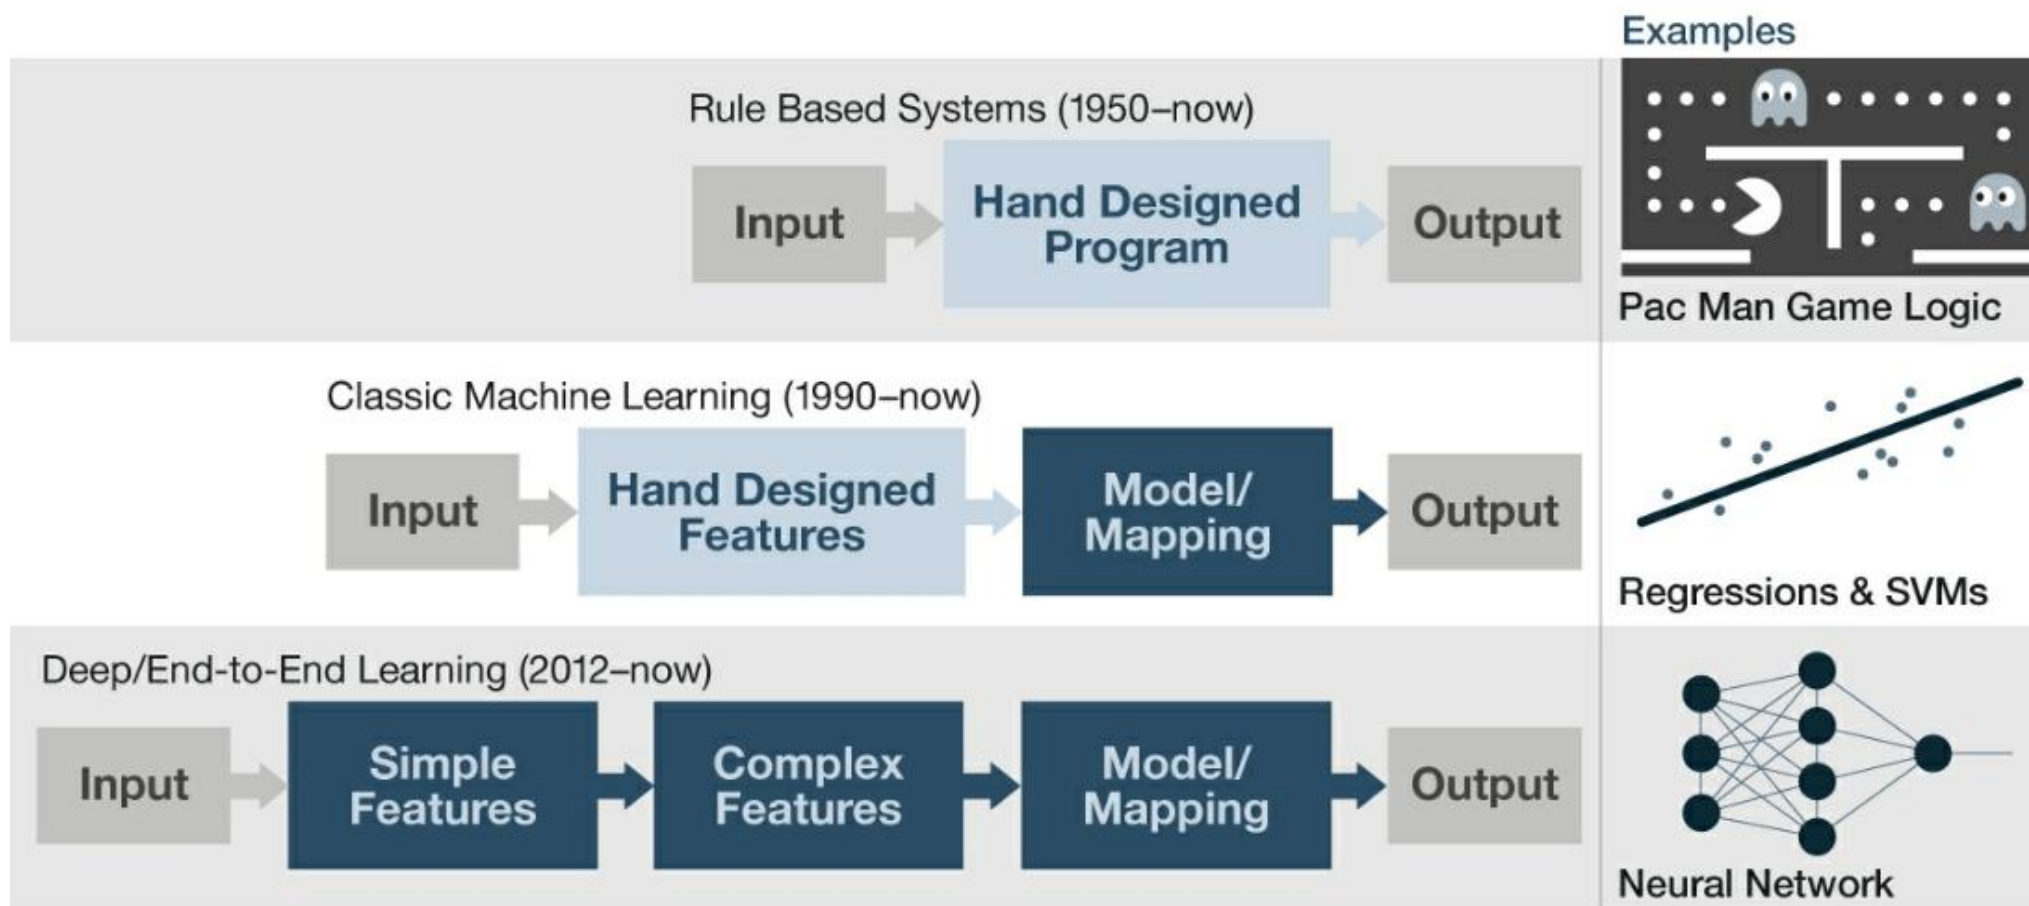 Examples
Rule Based Systems (1950–now)
Input
Hand Designed
Program
Output
Pac Man Game Logic
Classic Machine Learning (1990–now)
Input
Hand Designed
Features
Model/
Mapping
Output
Regressions & SVMs
Deep/End-to-End Learning (2012–now)
Input
Simple
Features
Complex
Features
Model/
Mapping
Output
Neural Network